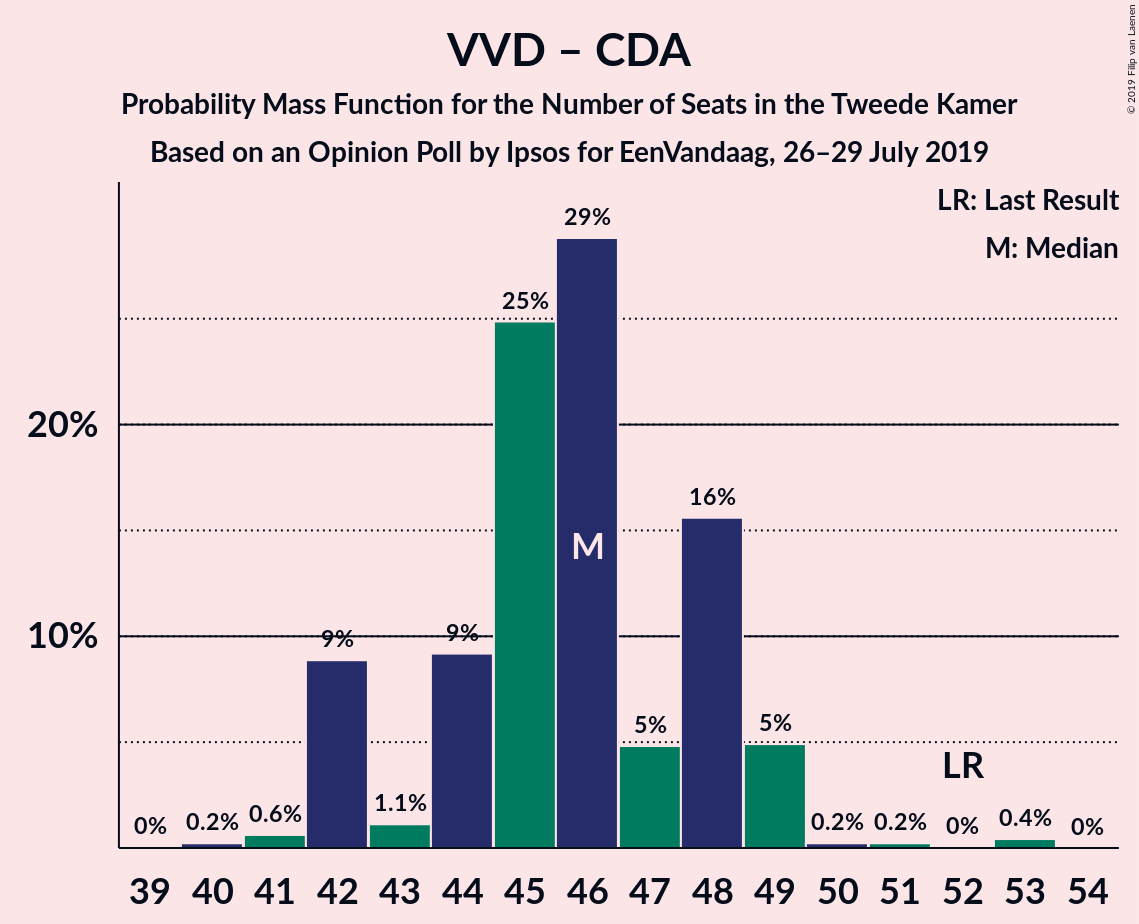 VVD – CDA
Probability Mass Function for the Number of Seats in the Tweede Kamer
Based on an Opinion Poll by Ipsos for EenVandaag, 26–29 July 2019
© 2019 Filip van Laenen
LR: Last Result
M: Median
20%
10%
0%
0.2%
0.6%
9%
1.1%
9%
25%
29%
5%
16%
5%
0.2%
0.2%
0%
0.4%
0%
M
LR
39 40 41 42 43 44 45 46 47 48 49 50 51 52 53 54